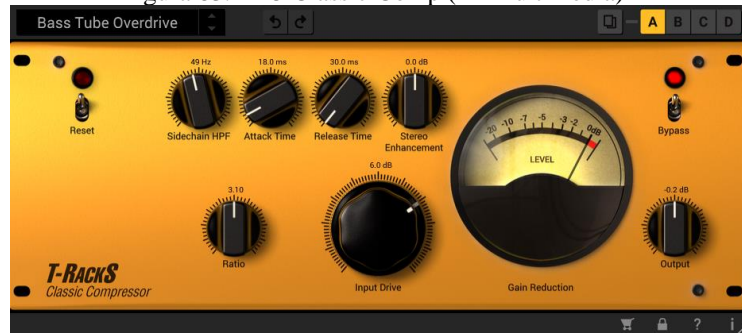 Bass Tube Overdrive
A B C D
49 Hz 18.0 ms 30.0 ms 0.0 dB
Reset
Sidechain HPF Attack Time Release Time Stereo Enhancement
-20 -10 -7 -5 -3 -2 0dB
LEVEL
Bypass
6.0 dB
3.10
-0.2 dB
Ratio
Output
T-RackS
Classic Compressor
Input Drive
Gain Reduction
? i